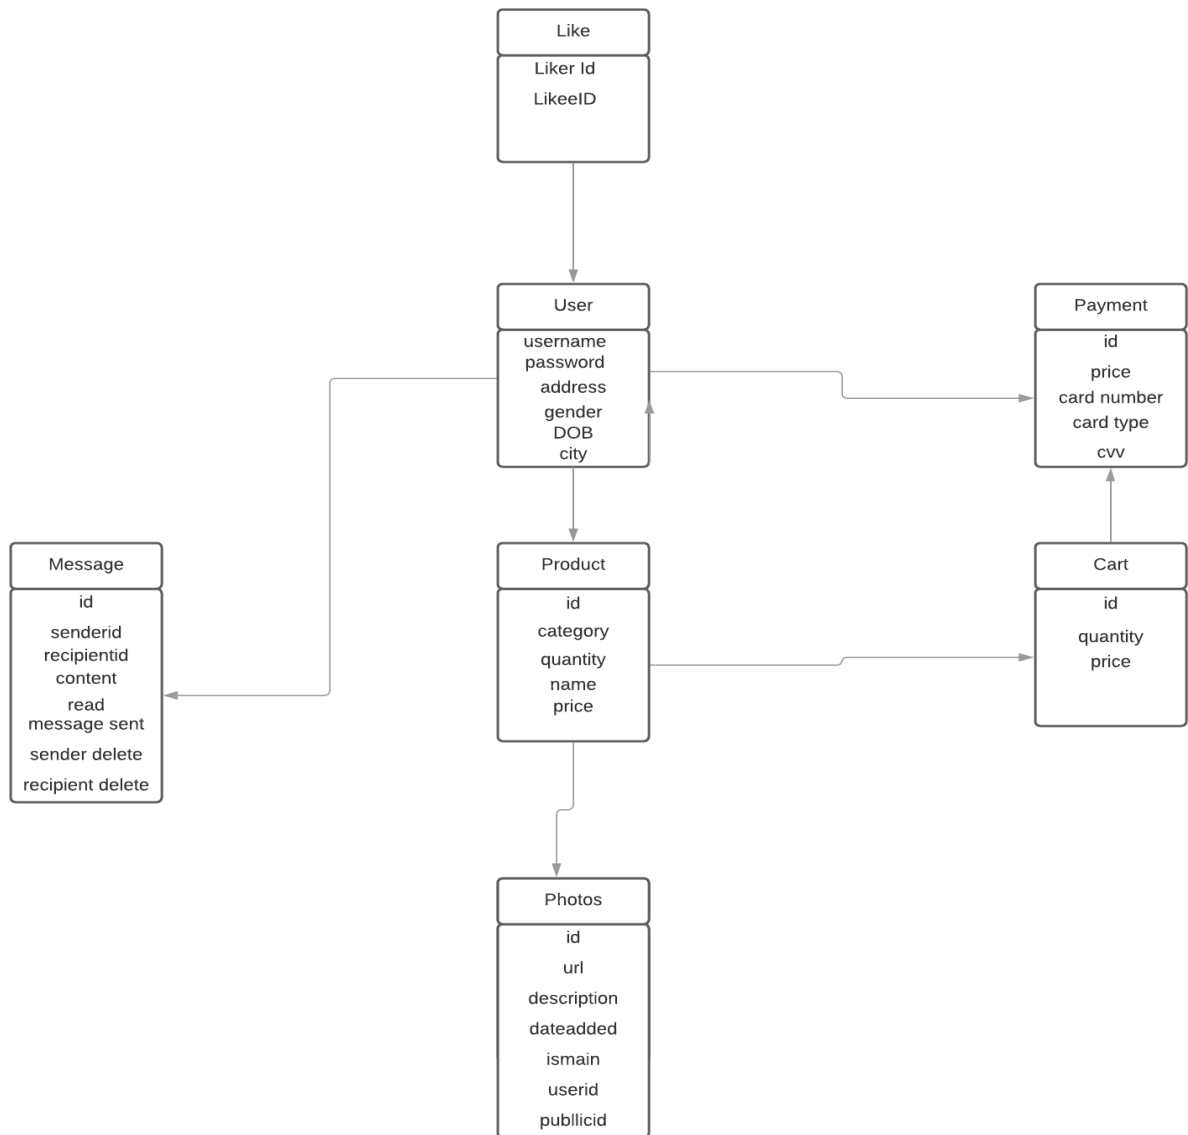 Like
Liker Id
LikeeID
User
username
password
address
gender
DOB
city
Payment
id
price
card number
card type
cvv
Message
id
senderid
recipientid
content
read
message sent
sender delete
recipient delete
Product
id
category
quantity
name
price
Cart
id
quantity
price
Photos
id
url
description
dateadded
ismain
userid
publlicid